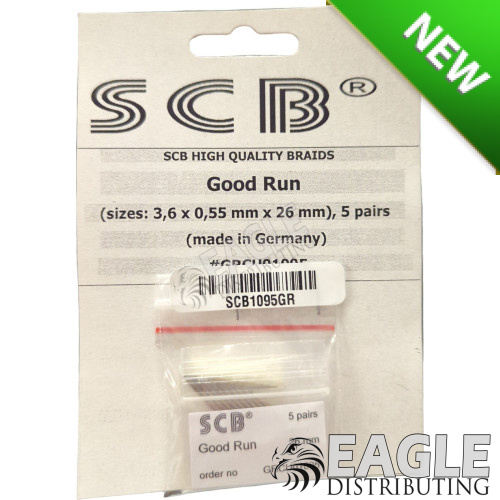 NEW
SCB®
SCB HIGH QUALITY BRAIDS
Good Run
(sizes: 3,6 x 0,55 mm x 26 mm), 5 pairs
(made in Germany)
SCB1095GR
SCB®
5 pairs
Good Run
mm
order no
EAGLE
DISTRIBUTING